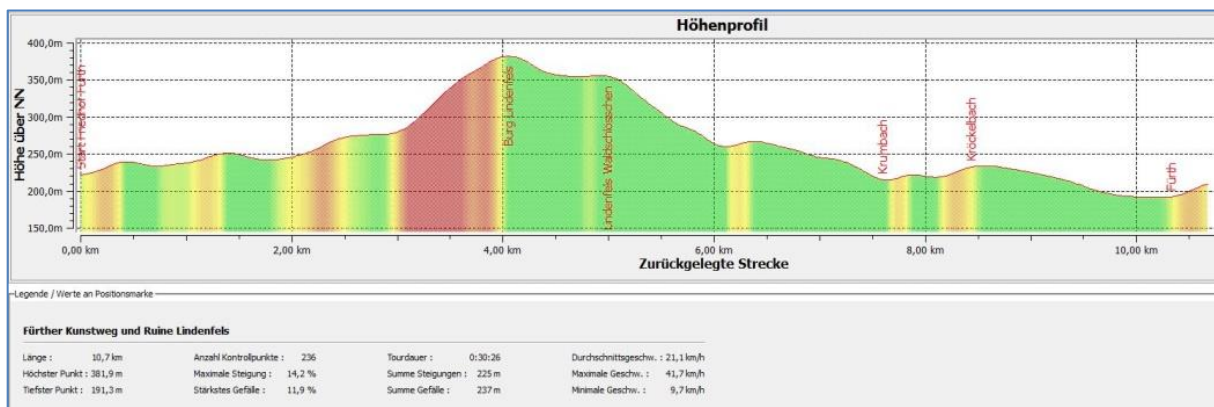 Höhenprofil
Höhe über NN
400,0m
350,0m
300,0m
250,0m
200,0m
150,0m
Start Friedhof Fürth
Burg Lindenfels
Lindenfels Waldschlösschen
Krumbach
Kröckelbach
Fürth
0,00 km 2,00 km 4,00 km 6,00 km 8,00 km 10,00 km
Zurückgelegte Strecke
Legende / Werte an Positionsmarke
Fürther Kunstweg und Ruine Lindenfels
Länge : 10,7 km Anzahl Kontrollpunkte : 236 Tourdauer : 0:30:26 Durchschnittsgeschw. : 21,1 km/h
Höchster Punkt : 381,9 m Maximale Steigung : 14,2 % Summe Steigungen : 225 m Maximale Geschw. : 41,7 km/h
Tiefster Punkt : 191,3 m Stärkstes Gefälle : 11,9 % Summe Gefälle : 237 m Minimale Geschw. : 9,7 km/h